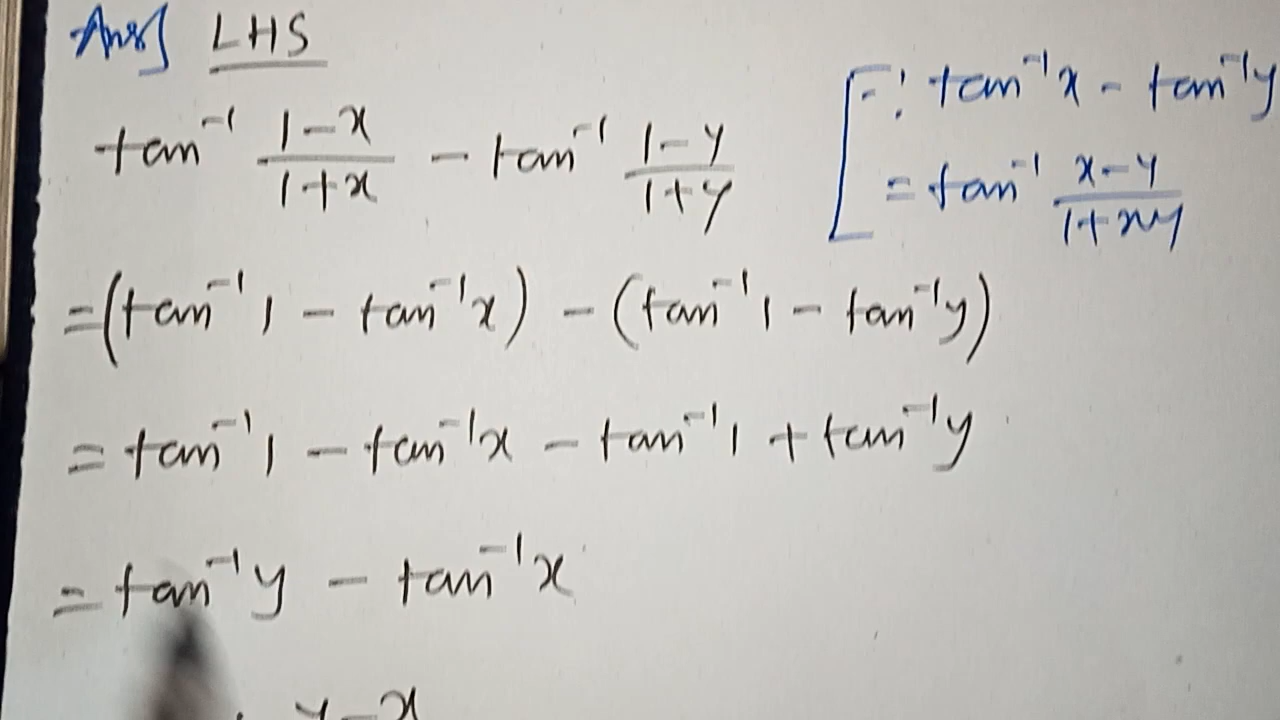 Ans] LHS
tan⁻¹ (1-x)/(1+x) - tan⁻¹ (1-y)/(1+y)
[∵ tan⁻¹x - tan⁻¹y
= tan⁻¹ (x-y)/(1+xy)
= (tan⁻¹1 - tan⁻¹x) - (tan⁻¹1 - tan⁻¹y)
= tan⁻¹1 - tan⁻¹x - tan⁻¹1 + tan⁻¹y
= tan⁻¹y - tan⁻¹x
y-x